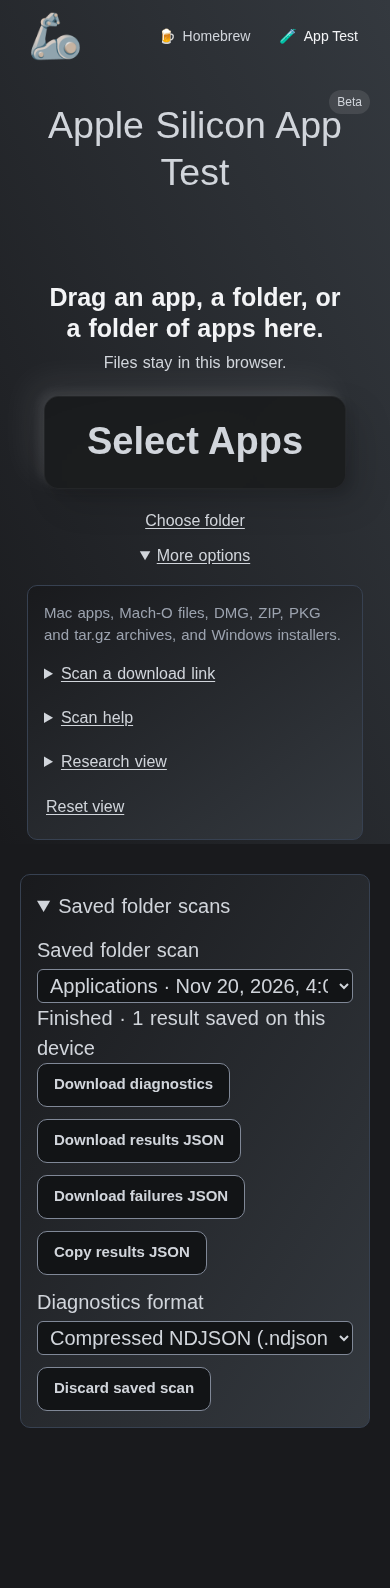 🍺 Homebrew
🧪 App Test
Beta
Apple Silicon App
Test
Drag an app, a folder, or
a folder of apps here.
Files stay in this browser.
Select Apps
Choose folder
▼ More options
Mac apps, Mach-O files, DMG, ZIP, PKG
and tar.gz archives, and Windows installers.
▶ Scan a download link
▶ Scan help
▶ Research view
Reset view
▼ Saved folder scans
Saved folder scan
Applications · Nov 20, 2026, 4:0
Finished · 1 result saved on this
device
Download diagnostics
Download results JSON
Download failures JSON
Copy results JSON
Diagnostics format
Compressed NDJSON (.ndjson
Discard saved scan